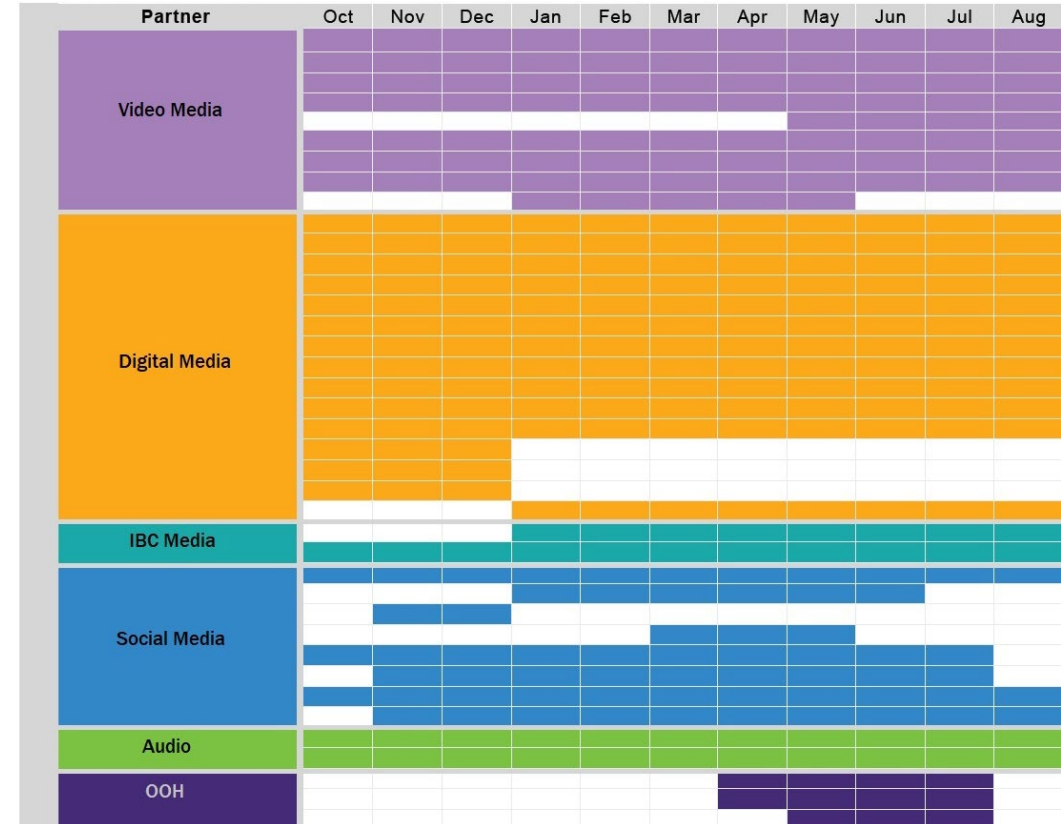 Partner Oct Nov Dec Jan Feb Mar Apr May Jun Jul Aug
Video Media
Digital Media
IBC Media
Social Media
Audio
OOH